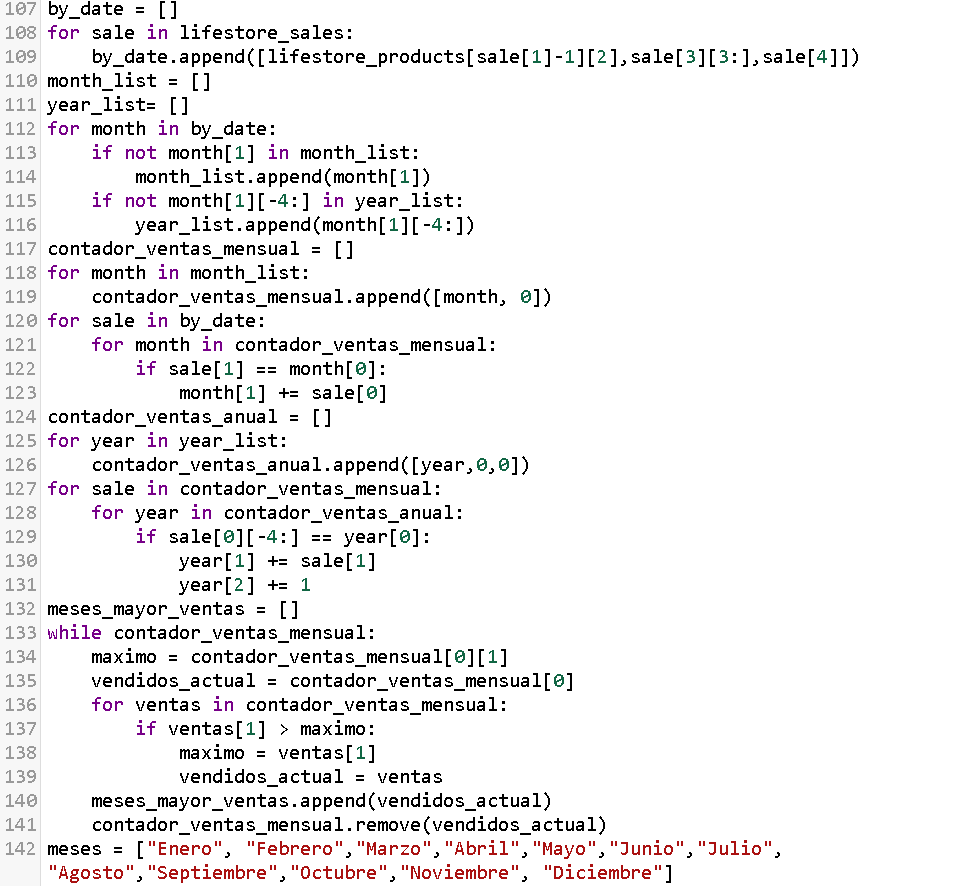 107 by_date = []
108 for sale in lifestore_sales:
109     by_date.append([lifestore_products[sale[1]-1][2],sale[3][3:],sale[4]])
110 month_list = []
111 year_list= []
112 for month in by_date:
113     if not month[1] in month_list:
114         month_list.append(month[1])
115     if not month[1][-4:] in year_list:
116         year_list.append(month[1][-4:])
117 contador_ventas_mensual = []
118 for month in month_list:
119     contador_ventas_mensual.append([month, 0])
120 for sale in by_date:
121     for month in contador_ventas_mensual:
122         if sale[1] == month[0]:
123             month[1] += sale[0]
124 contador_ventas_anual = []
125 for year in year_list:
126     contador_ventas_anual.append([year,0,0])
127 for sale in contador_ventas_mensual:
128     for year in contador_ventas_anual:
129         if sale[0][-4:] == year[0]:
130             year[1] += sale[1]
131             year[2] += 1
132 meses_mayor_ventas = []
133 while contador_ventas_mensual:
134     maximo = contador_ventas_mensual[0][1]
135     vendidos_actual = contador_ventas_mensual[0]
136     for ventas in contador_ventas_mensual:
137         if ventas[1] > maximo:
138             maximo = ventas[1]
139             vendidos_actual = ventas
140     meses_mayor_ventas.append(vendidos_actual)
141     contador_ventas_mensual.remove(vendidos_actual)
142 meses = ["Enero", "Febrero","Marzo","Abril","Mayo","Junio","Julio",
"Agosto","Septiembre","Octubre","Noviembre", "Diciembre"]